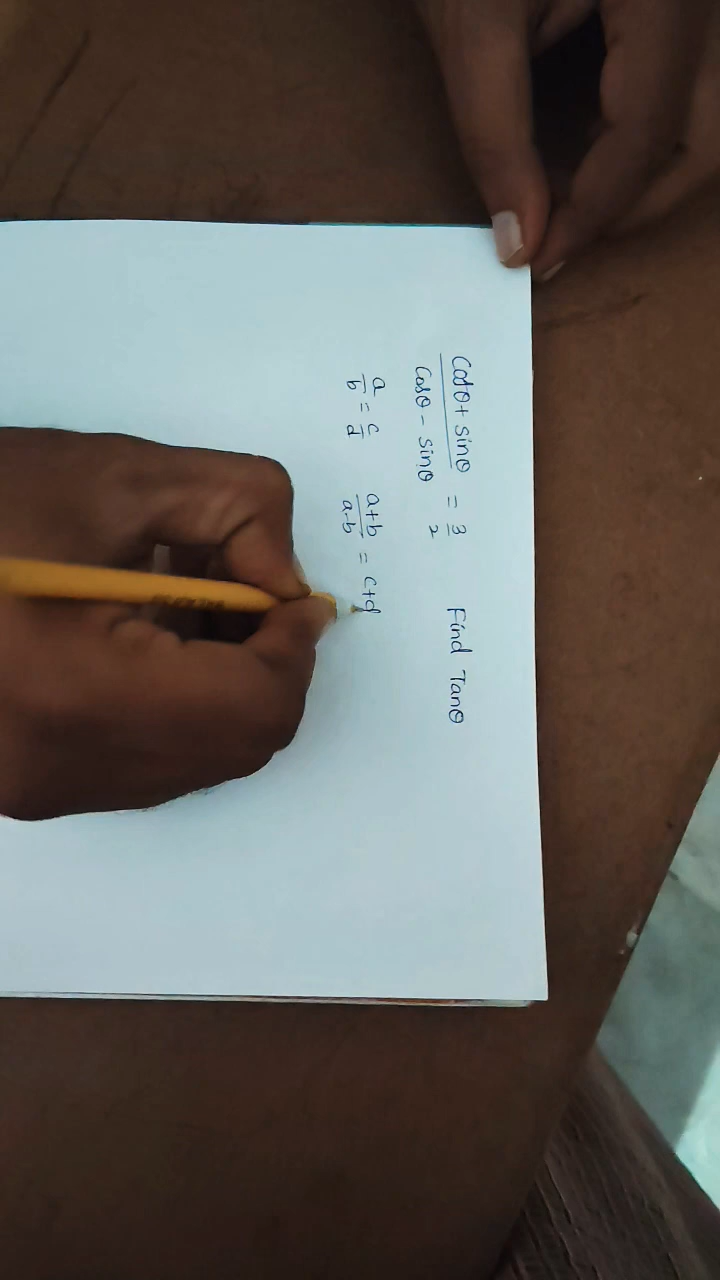 Cosθ + sinθ / Cosθ - sinθ = 3/2 Find Tanθ
a/b = c/d a+b/a-b = c+d